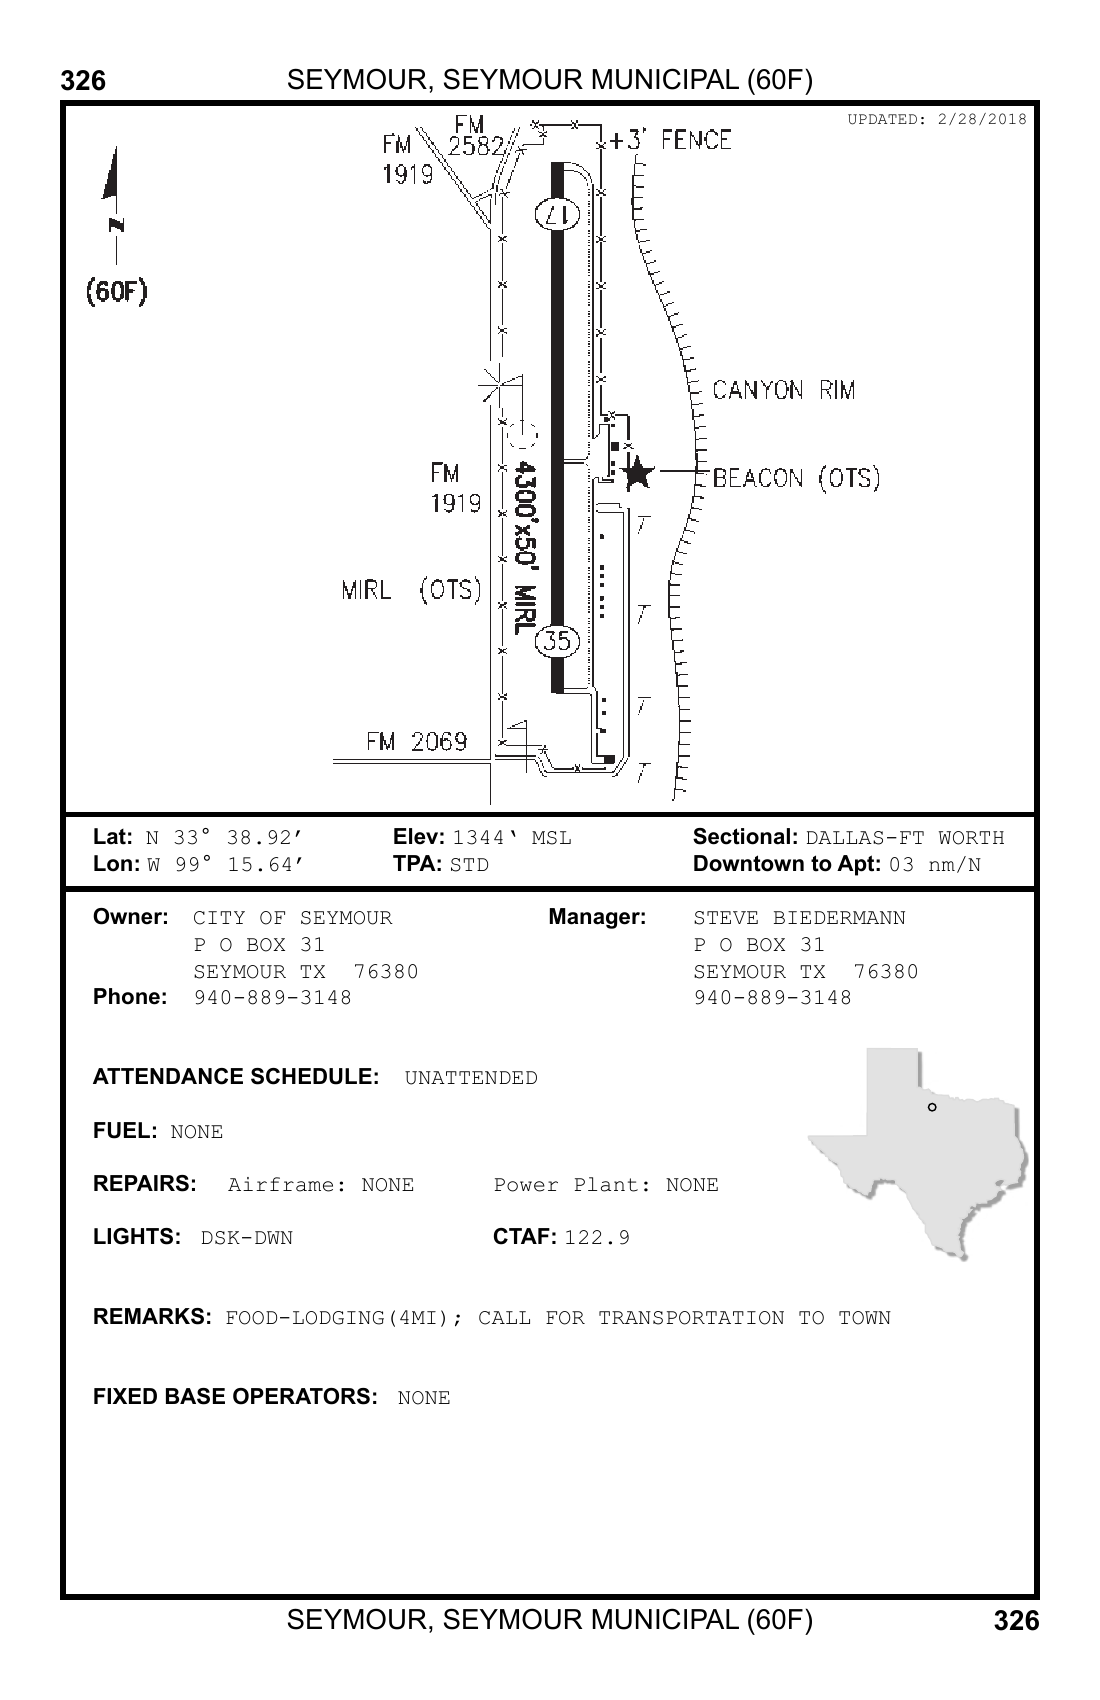 326 SEYMOUR, SEYMOUR MUNICIPAL (60F)
UPDATED: 2/28/2018
FM
2582
FM
1919
+3' FENCE
17
N
(60F)
CANYON RIM
FM
1919
4300'x50' MIRL
BEACON (OTS)
MIRL (OTS)
35
FM 2069
Lat: N 33° 38.92′ Elev: 1344‘ MSL Sectional: DALLAS-FT WORTH
Lon: W 99° 15.64′ TPA: STD Downtown to Apt: 03 nm/N
Owner: CITY OF SEYMOUR Manager: STEVE BIEDERMANN
P O BOX 31 P O BOX 31
SEYMOUR TX 76380 SEYMOUR TX 76380
Phone: 940-889-3148 940-889-3148
ATTENDANCE SCHEDULE: UNATTENDED
FUEL: NONE
REPAIRS: Airframe: NONE Power Plant: NONE
LIGHTS: DSK-DWN CTAF: 122.9
REMARKS: FOOD-LODGING(4MI); CALL FOR TRANSPORTATION TO TOWN
FIXED BASE OPERATORS: NONE
SEYMOUR, SEYMOUR MUNICIPAL (60F) 326